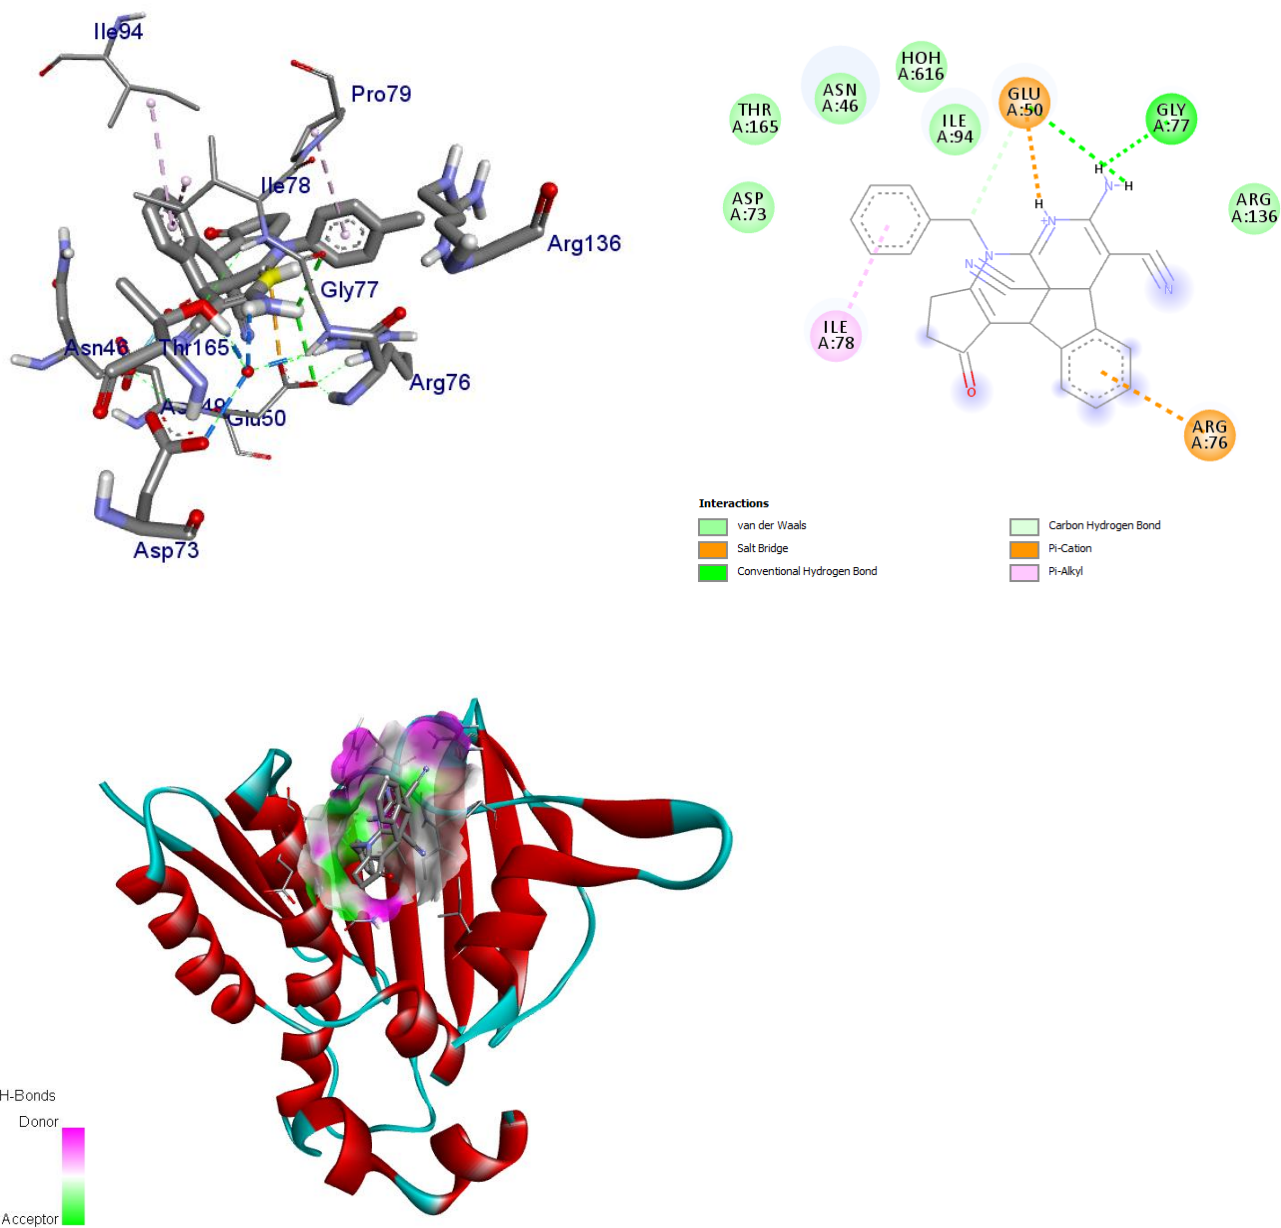 Ile94
Pro79
Ile78
Arg136
Gly77
Asn46
Thr165
Arg76
Glu50
Asp73
HOH
A:616
ASN
A:46
GLU
A:50
THR
A:165
ILE
A:94
GLY
A:77
ASP
A:73
ARG
A:136
H
H
N
H
H
+N
N
N
N
ILE
A:78
O
ARG
A:76
Interactions
van der Waals
Salt Bridge
Conventional Hydrogen Bond
Carbon Hydrogen Bond
Pi-Cation
Pi-Alkyl
H-Bonds
Donor
Acceptor